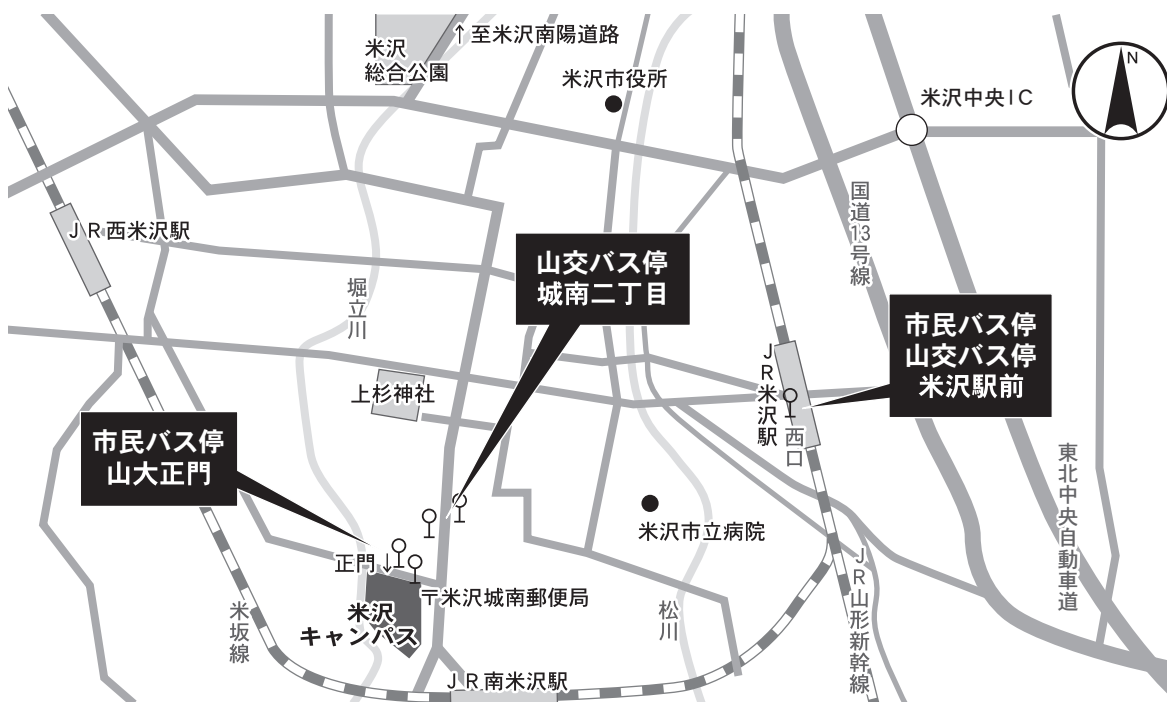 ↑至米沢南陽道路
米沢
総合公園
米沢市役所
米沢中央IC
N
国道13号線
JR西米沢駅
山交バス停
城南二丁目
堀立川
市民バス停
山交バス停
米沢駅前
JR米沢駅
西口
上杉神社
市民バス停
山大正門
東北中央自動車道
米沢市立病院
正門↓
〒米沢城南郵便局
米沢
キャンパス
米坂線
松川
JR山形新幹線
JR南米沢駅